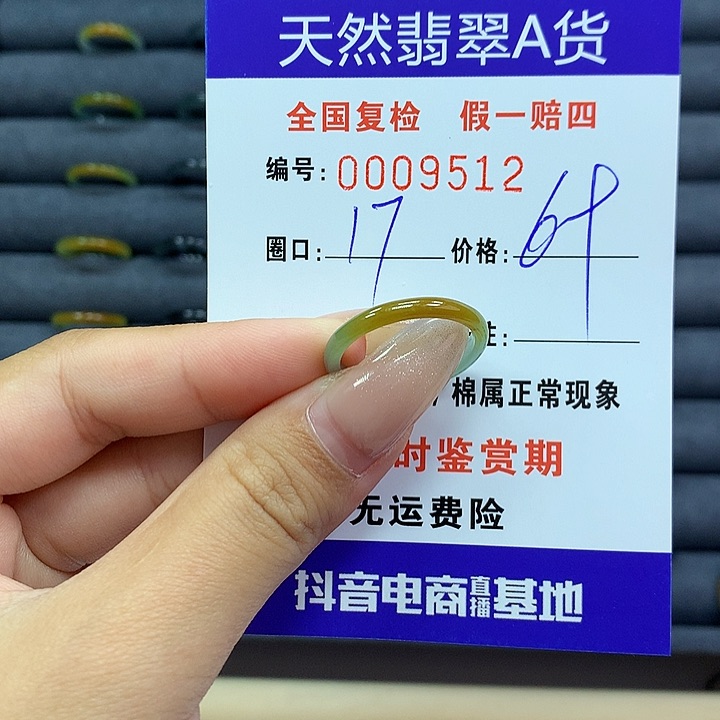 天然翡翠A货
全国复检 假一赔四
编号: 0009512
圈口: 17 价格: 69
注:
棉属正常现象
时鉴赏期
无运费险
抖音电商直播基地